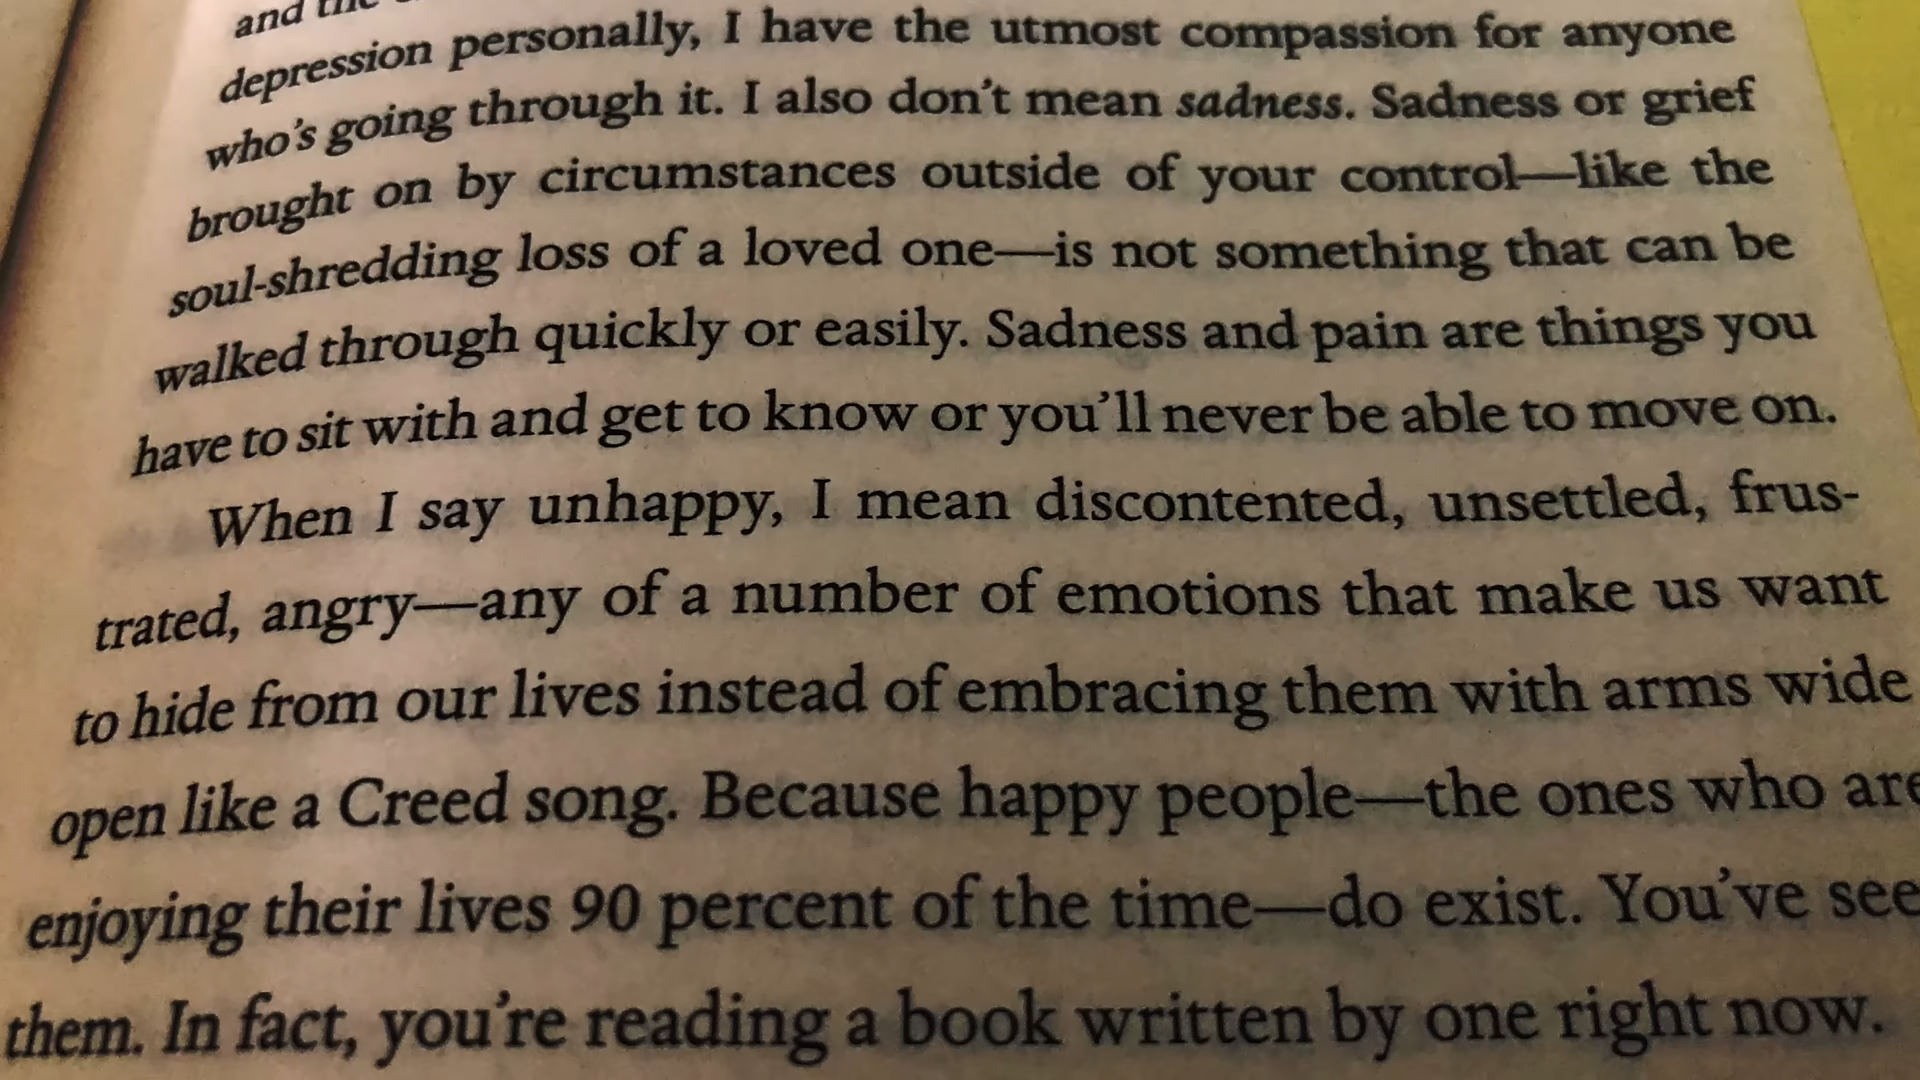 and the
depression personally, I have the utmost compassion for anyone
who's going through it. I also don't mean sadness. Sadness or grief
brought on by circumstances outside of your control—like the
soul-shredding loss of a loved one—is not something that can be
walked through quickly or easily. Sadness and pain are things you
have to sit with and get to know or you'll never be able to move on.
When I say unhappy, I mean discontented, unsettled, frus-
trated, angry—any of a number of emotions that make us want
to hide from our lives instead of embracing them with arms wide
open like a Creed song. Because happy people—the ones who are
enjoying their lives 90 percent of the time—do exist. You've see
them. In fact, you're reading a book written by one right now.